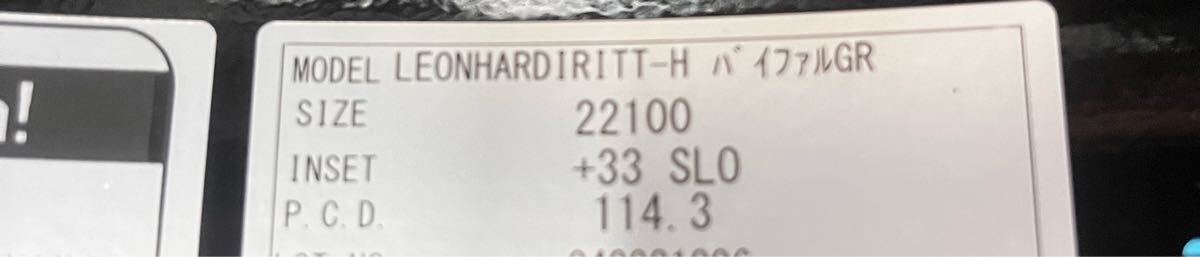 MODEL LEONHARDIRITT-H バイファルGR
n!
SIZE 22100
INSET +33 SLO
P.C.D. 114.3